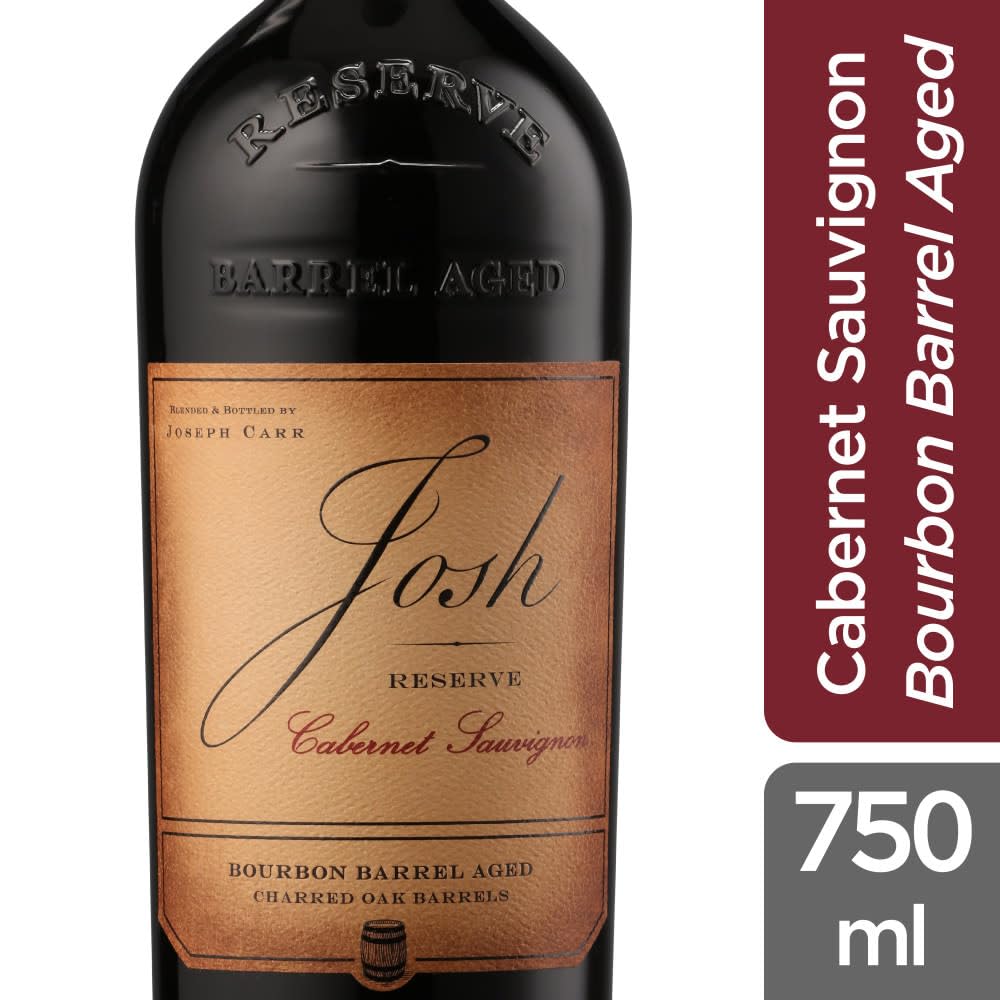 RESERVE
BARREL AGED
BLENDED & BOTTLED BY
JOSEPH CARR
Josh
RESERVE
Cabernet Sauvignon
BOURBON BARREL AGED
CHARRED OAK BARRELS
Cabernet Sauvignon
Bourbon Barrel Aged
750
ml